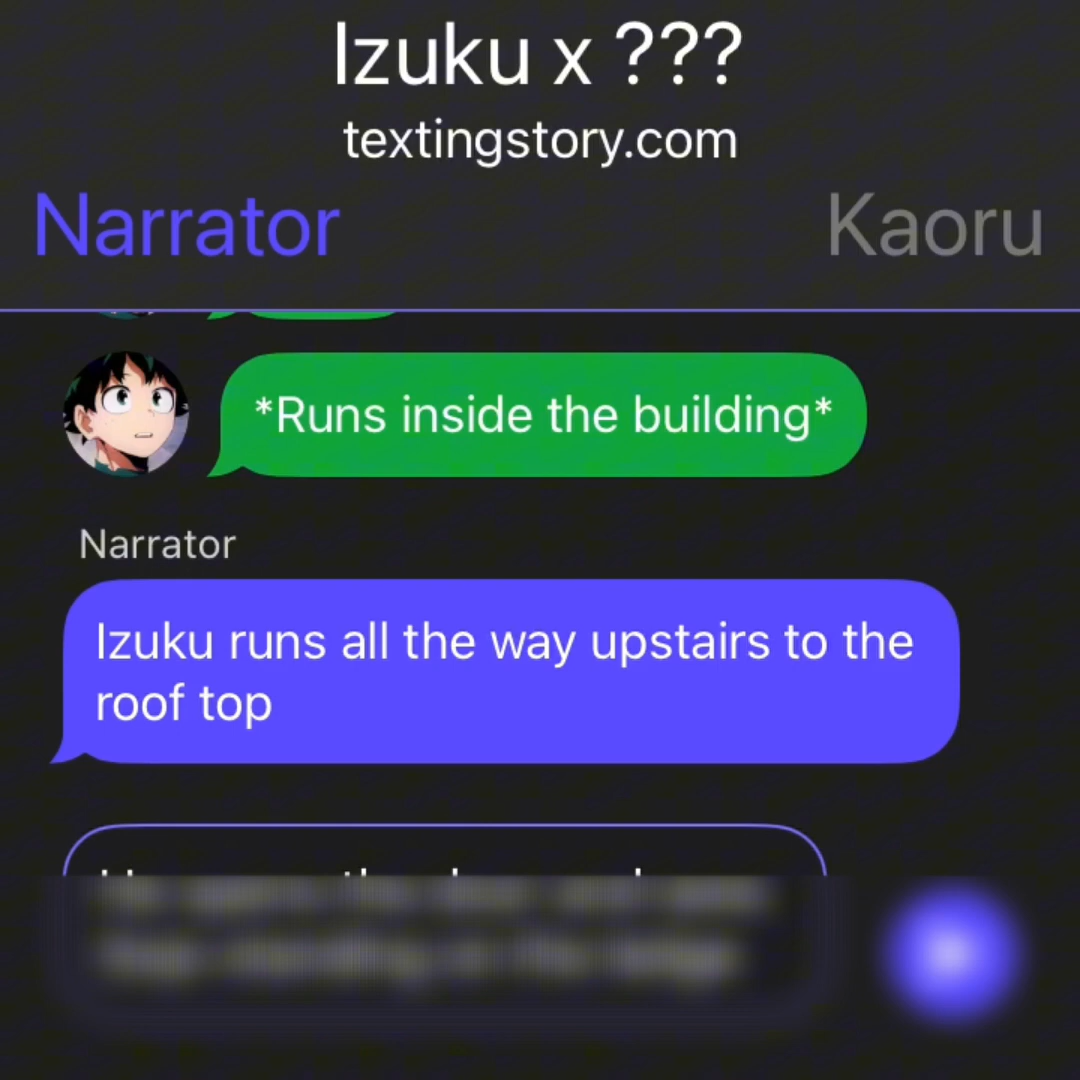 Izuku x ???
textingstory.com
Narrator
Kaoru
*Runs inside the building*
Narrator
Izuku runs all the way upstairs to the
roof top